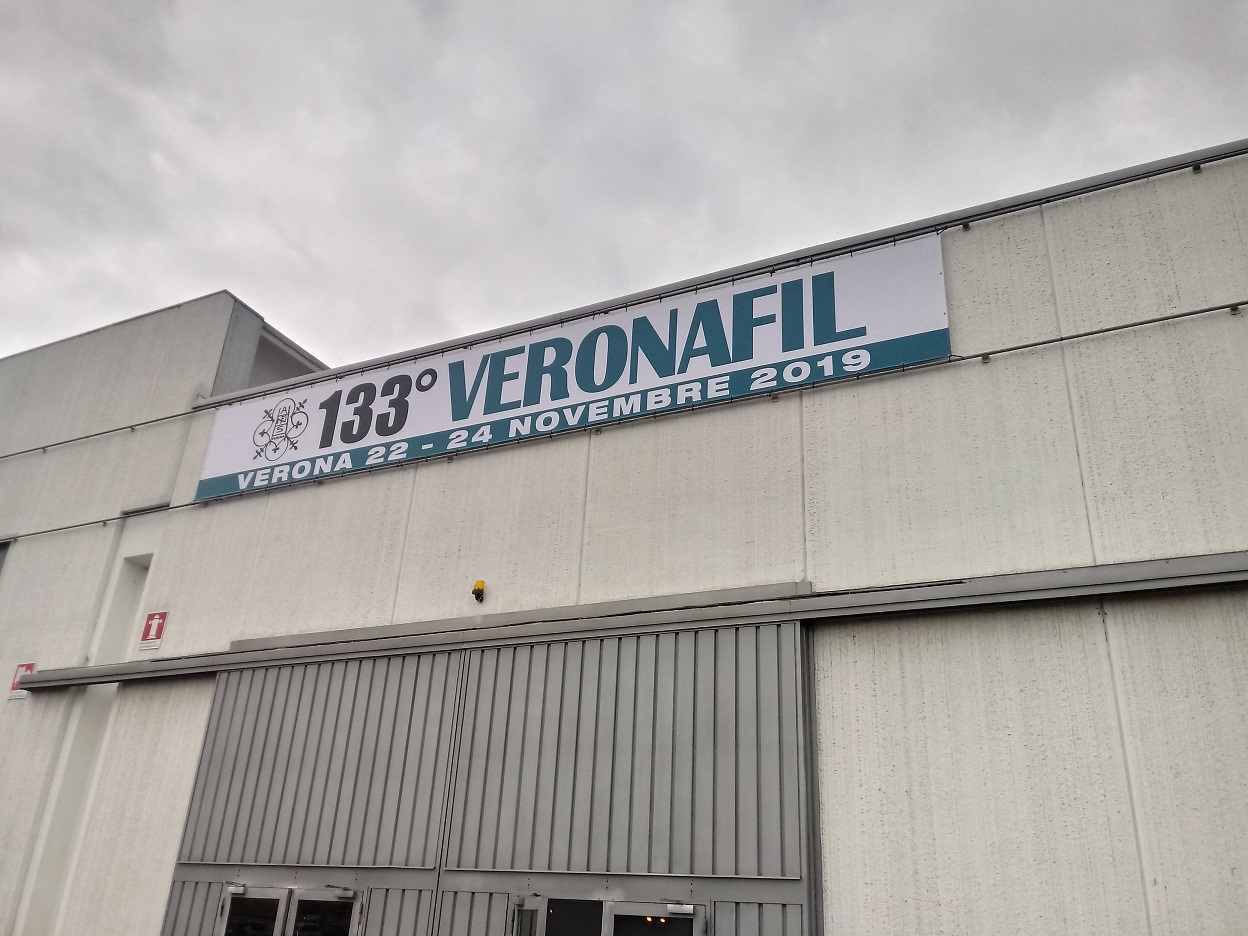 133° VERONAFIL
VERONA 22 - 24 NOVEMBRE 2019